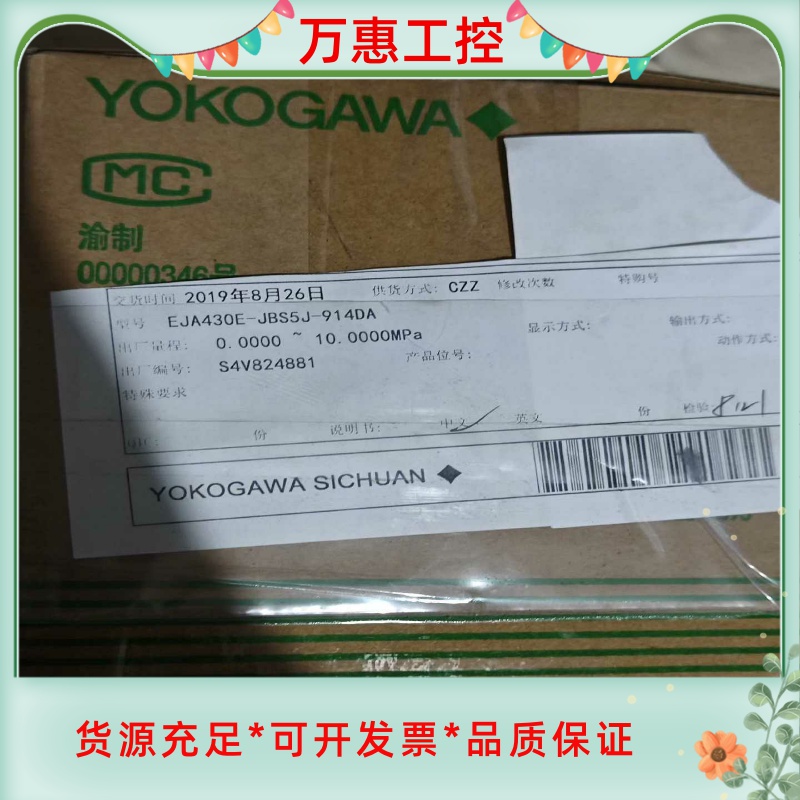 万惠工控
YOKOGAWA
MC
渝制
00000346号
交货时间 2019年8月26日 供货方式: CZZ 修改次数 特购号
型号 EJA430E-JBS5J-914DA 显示方式: 输出方式:
出厂量程: 0.0000 ~ 10.0000MPa 动作方式:
出厂编号: S4V824881 产品位号:
特殊要求
份 说明书: 中文 英文 份 检验
YOKOGAWA SICHUAN
货源充足*可开发票*品质保证